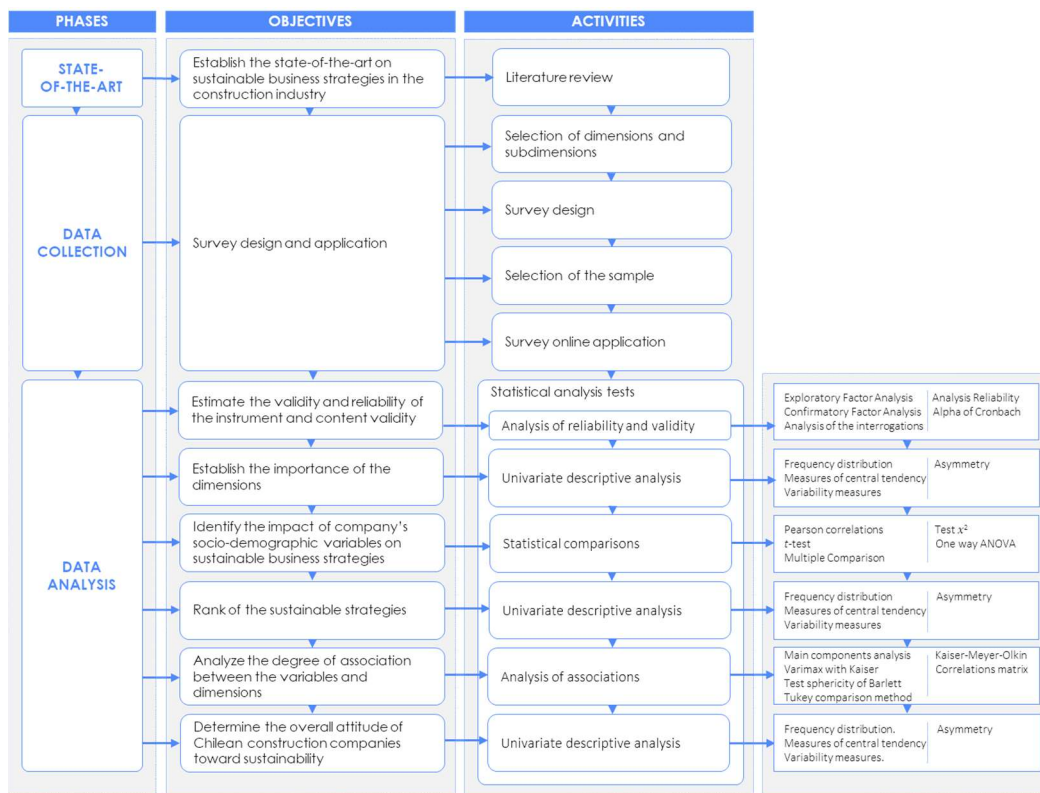 PHASES
OBJECTIVES
ACTIVITIES
STATE-
OF-THE-ART
Establish the state-of-the-art on
sustainable business strategies in the
construction industry
Literature review
DATA
COLLECTION
Survey design and application
Selection of dimensions and
subdimensions
Survey design
Selection of the sample
Survey online application
DATA
ANALYSIS
Estimate the validity and reliability of
the instrument and content validity
Statistical analysis tests
Analysis of reliability and validity
Exploratory Factor Analysis
Confirmatory Factor Analysis
Analysis of the interrogations
Analysis Reliability
Alpha of Cronbach
Establish the importance of the
dimensions
Univariate descriptive analysis
Frequency distribution
Measures of central tendency
Variability measures
Asymmetry
Identify the impact of company's
socio-demographic variables on
sustainable business strategies
Statistical comparisons
Pearson correlations
t-test
Multiple Comparison
Test x²
One way ANOVA
Rank of the sustainable strategies
Univariate descriptive analysis
Frequency distribution
Measures of central tendency
Variability measures
Asymmetry
Analyze the degree of association
between the variables and
dimensions
Analysis of associations
Main components analysis
Varimax with Kaiser
Test sphericity of Barlett
Tukey comparison method
Kaiser-Meyer-Olkin
Correlations matrix
Determine the overall attitude of
Chilean construction companies
toward sustainability
Univariate descriptive analysis
Frequency distribution.
Measures of central tendency
Variability measures.
Asymmetry